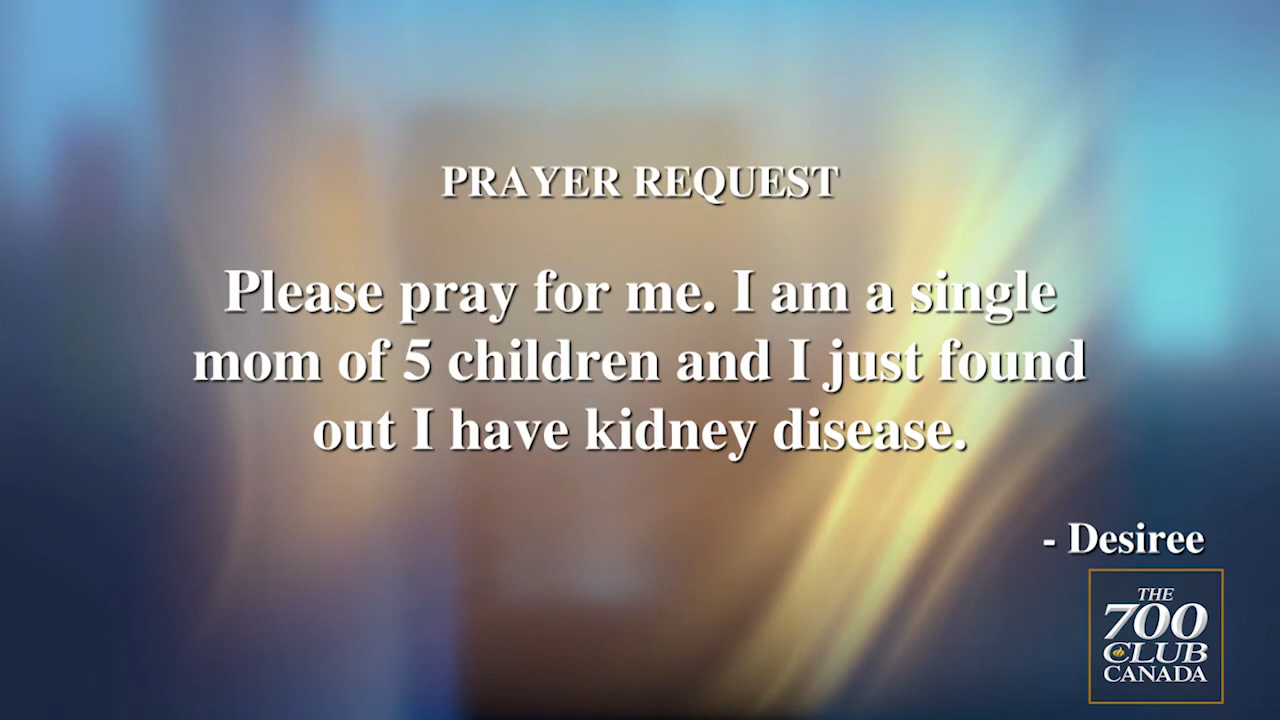 PRAYER REQUEST
Please pray for me. I am a single
mom of 5 children and I just found
out I have kidney disease.
- Desiree
THE
700
CLUB
CANADA